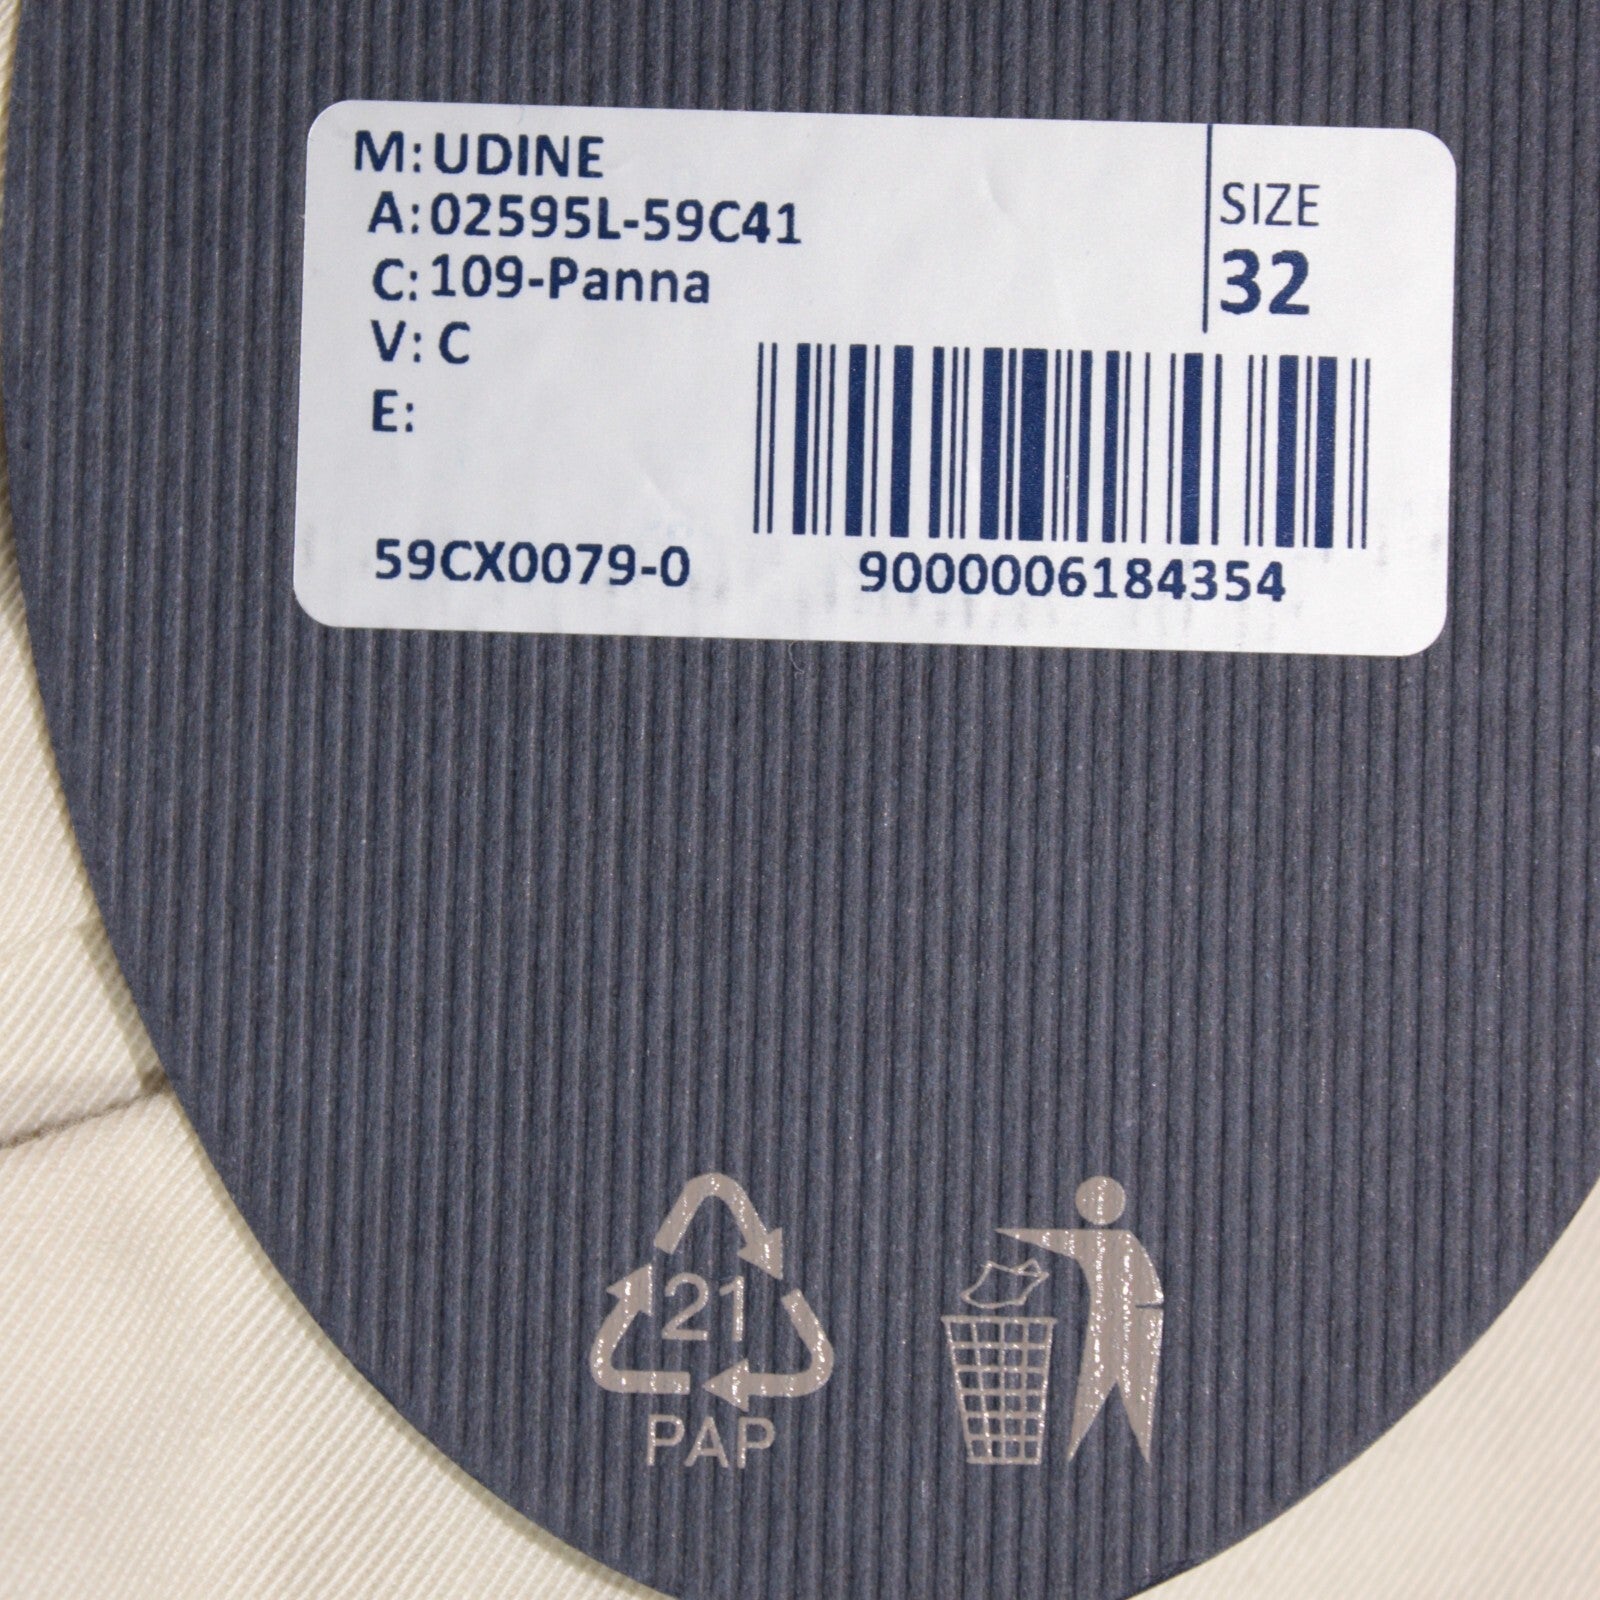 M: UDINE
A: 02595L-59C41
C: 109-Panna
V: C
E:
SIZE
32
59CX0079-0
9000006184354
21
PAP